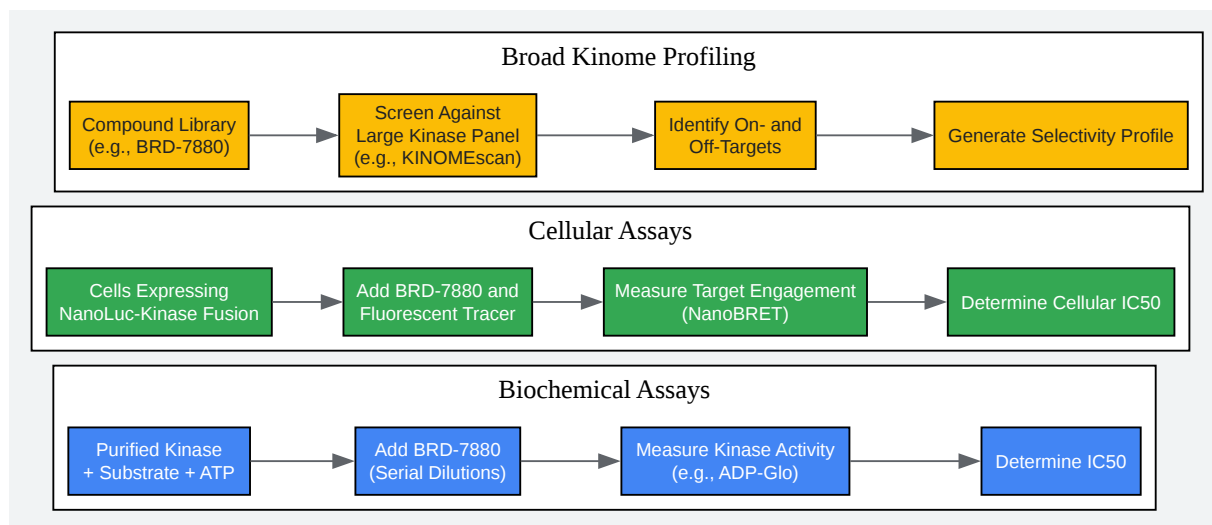 Broad Kinome Profiling
Compound Library
(e.g., BRD-7880)
Screen Against
Large Kinase Panel
(e.g., KINOMEscan)
Identify On- and
Off-Targets
Generate Selectivity Profile
Cellular Assays
Cells Expressing
NanoLuc-Kinase Fusion
Add BRD-7880 and
Fluorescent Tracer
Measure Target Engagement
(NanoBRET)
Determine Cellular IC50
Biochemical Assays
Purified Kinase
+ Substrate + ATP
Add BRD-7880
(Serial Dilutions)
Measure Kinase Activity
(e.g., ADP-Glo)
Determine IC50